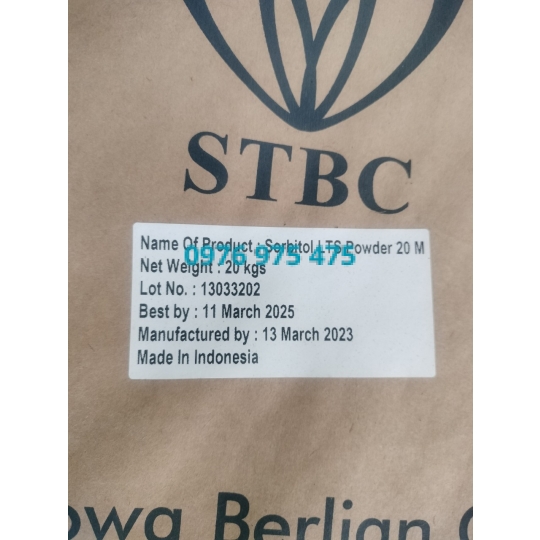 STBC
Name Of Product : Sorbitol LTS Powder 20 M
0976 975 475
Net Weight : 20 kgs
Lot No. : 13033202
Best by : 11 March 2025
Manufactured by : 13 March 2023
Made In Indonesia
Berlian